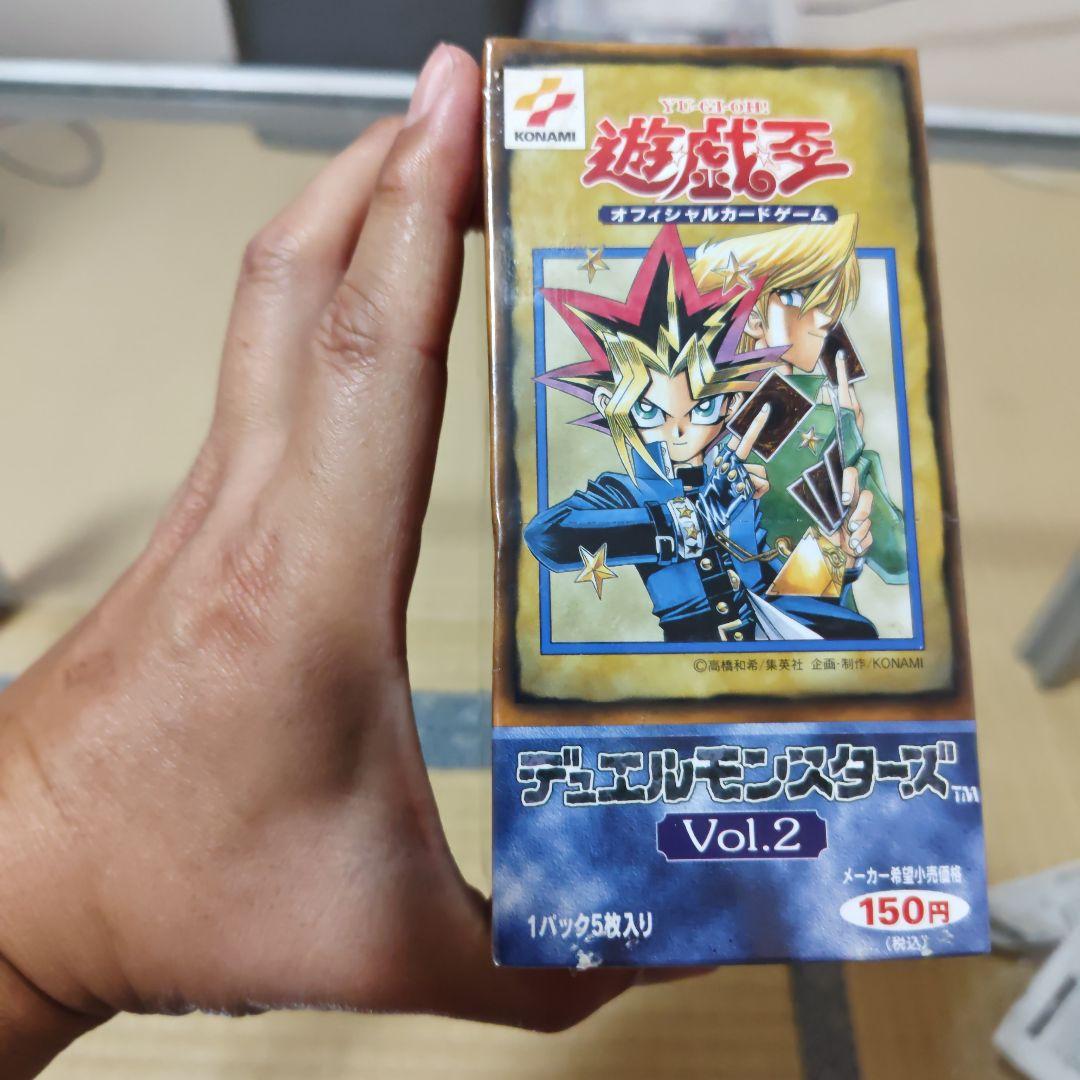 KONAMI
YU-GI-OH!
遊戯王
オフィシャルカードゲーム
©高橋和希/集英社 企画・制作/KONAMI
デュエルモンスターズ™
Vol.2
メーカー希望小売価格
150円
(税込)
1パック5枚入り